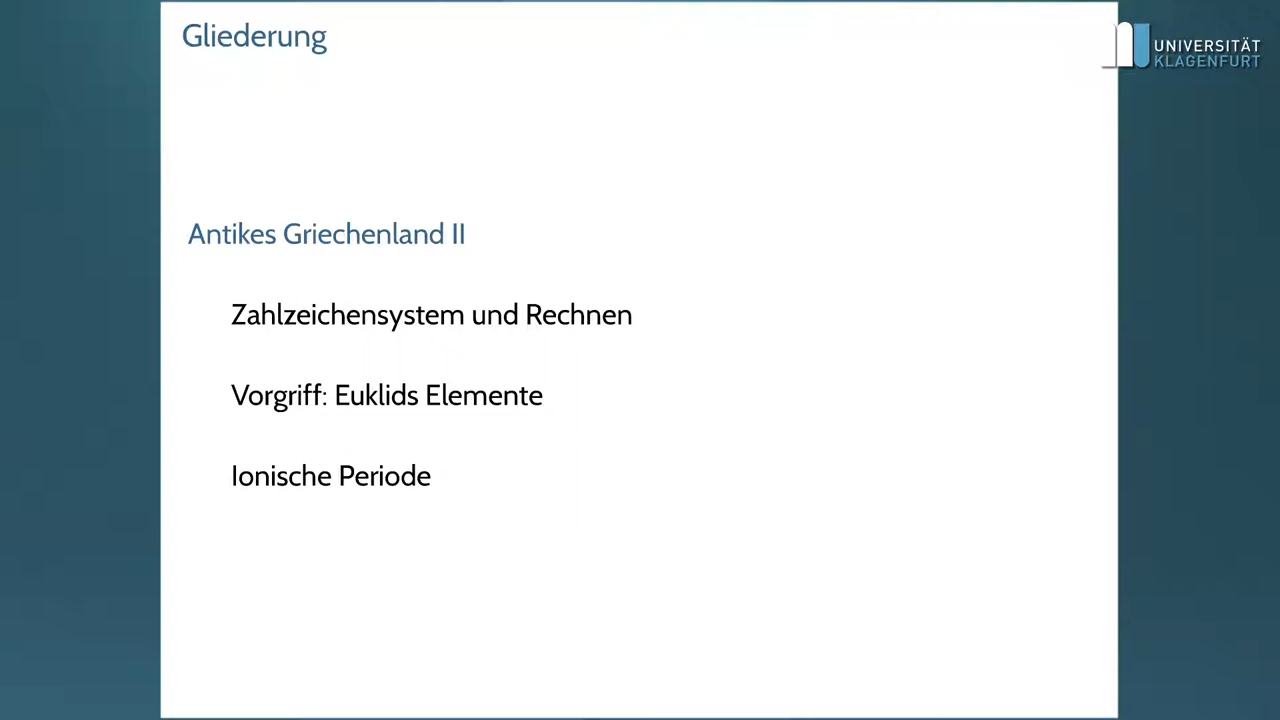 Gliederung
UNIVERSITÄT
KLAGENFURT
Antikes Griechenland II
Zahlzeichensystem und Rechnen
Vorgriff: Euklids Elemente
Ionische Periode